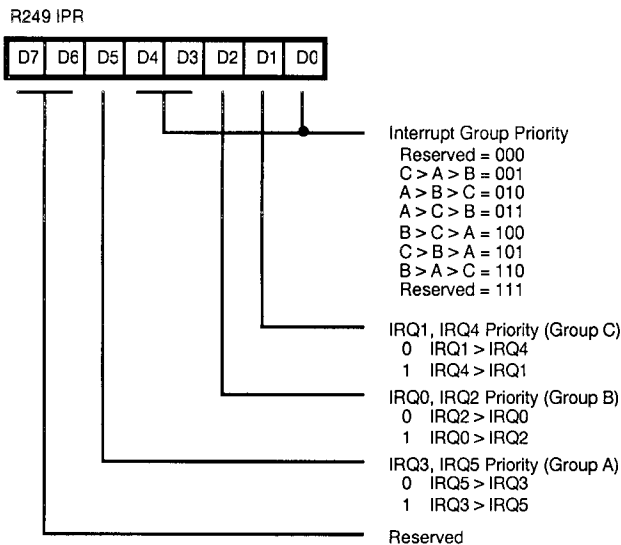 R249 IPR
D7 D6 D5 D4 D3 D2 D1 D0
Interrupt Group Priority
Reserved = 000
C > A > B = 001
A > B > C = 010
A > C > B = 011
B > C > A = 100
C > B > A = 101
B > A > C = 110
Reserved = 111
IRQ1, IRQ4 Priority (Group C)
0 IRQ1 > IRQ4
1 IRQ4 > IRQ1
IRQ0, IRQ2 Priority (Group B)
0 IRQ2 > IRQ0
1 IRQ0 > IRQ2
IRQ3, IRQ5 Priority (Group A)
0 IRQ5 > IRQ3
1 IRQ3 > IRQ5
Reserved